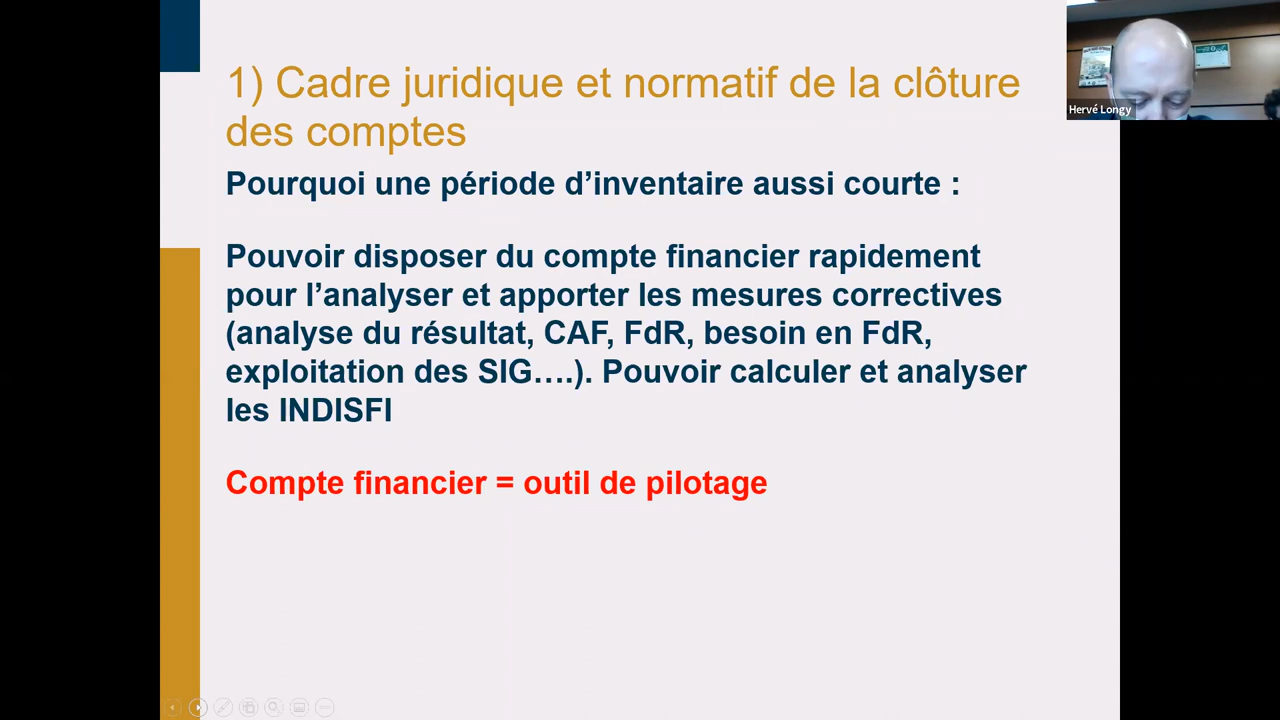 1) Cadre juridique et normatif de la clôture
des comptes
Pourquoi une période d’inventaire aussi courte :
Pouvoir disposer du compte financier rapidement
pour l’analyser et apporter les mesures correctives
(analyse du résultat, CAF, FdR, besoin en FdR,
exploitation des SIG….). Pouvoir calculer et analyser
les INDISFI
Compte financier = outil de pilotage
Hervé Longy